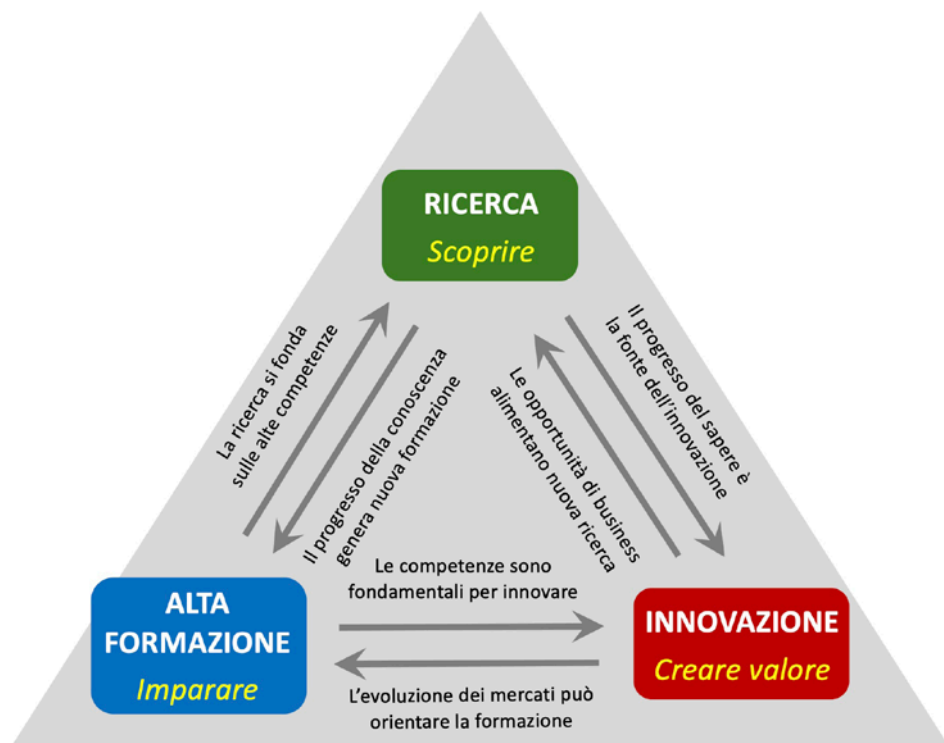 RICERCA
Scoprire
La ricerca si fonda
sulle alte competenze
Il progresso della conoscenza
genera nuova formazione
Le opportunità di business
alimentano nuova ricerca
Il progresso del sapere è
la fonte dell'innovazione
Le competenze sono
fondamentali per innovare
ALTA
FORMAZIONE
Imparare
INNOVAZIONE
Creare valore
L'evoluzione dei mercati può
orientare la formazione